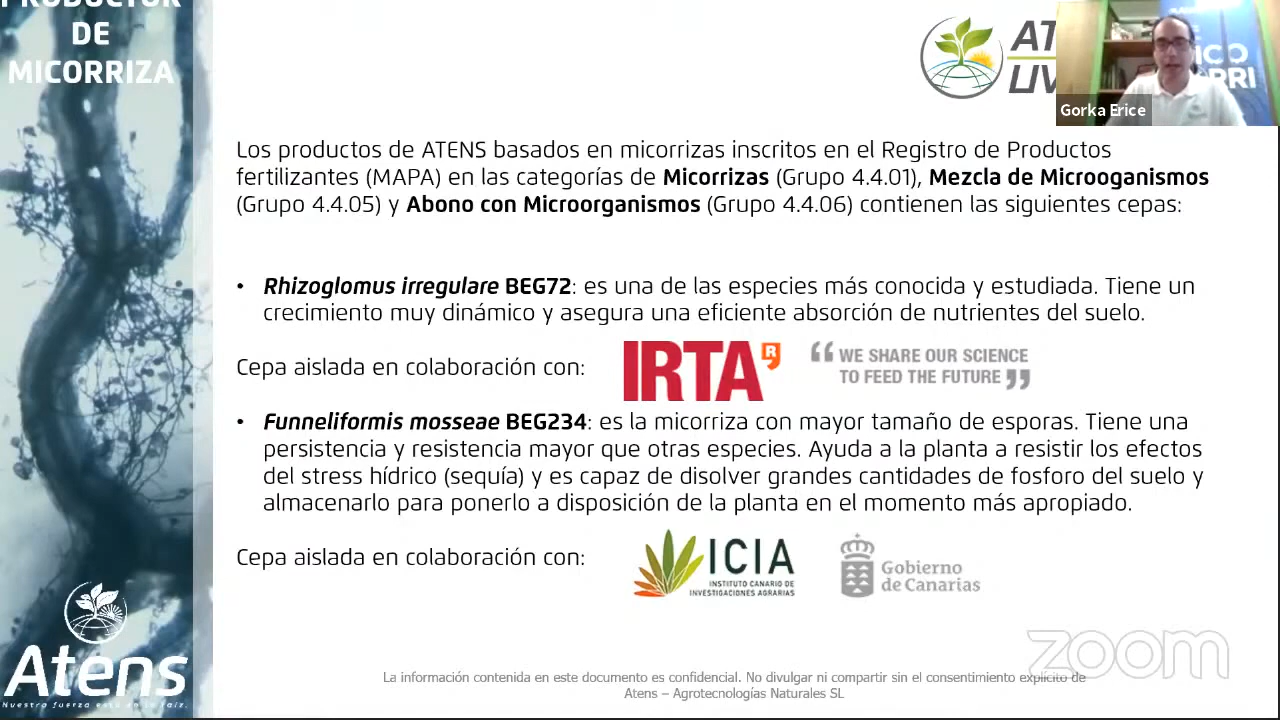 PRODUCTOR
DE
MICORRIZA
Gorka Erice
Los productos de ATENS basados en micorrizas inscritos en el Registro de Productos
fertilizantes (MAPA) en las categorías de Micorrizas (Grupo 4.4.01), Mezcla de Microoganismos
(Grupo 4.4.05) y Abono con Microorganismos (Grupo 4.4.06) contienen las siguientes cepas:
• Rhizoglomus irregulare BEG72: es una de las especies más conocida y estudiada. Tiene un
crecimiento muy dinámico y asegura una eficiente absorción de nutrientes del suelo.
Cepa aislada en colaboración con:
IRTA R
“WE SHARE OUR SCIENCE
TO FEED THE FUTURE”
• Funneliformis mosseae BEG234: es la micorriza con mayor tamaño de esporas. Tiene una
persistencia y resistencia mayor que otras especies. Ayuda a la planta a resistir los efectos
del stress hídrico (sequía) y es capaz de disolver grandes cantidades de fosforo del suelo y
almacenarlo para ponerlo a disposición de la planta en el momento más apropiado.
Cepa aislada en colaboración con:
ICIA
INSTITUTO CANARIO DE
INVESTIGACIONES AGRARIAS
Gobierno
de Canarias
zoom
Atens
Nuestra fuerza está en la raíz.
La información contenida en este documento es confidencial. No divulgar ni compartir sin el consentimiento explícito de
Atens – Agrotecnologías Naturales SL